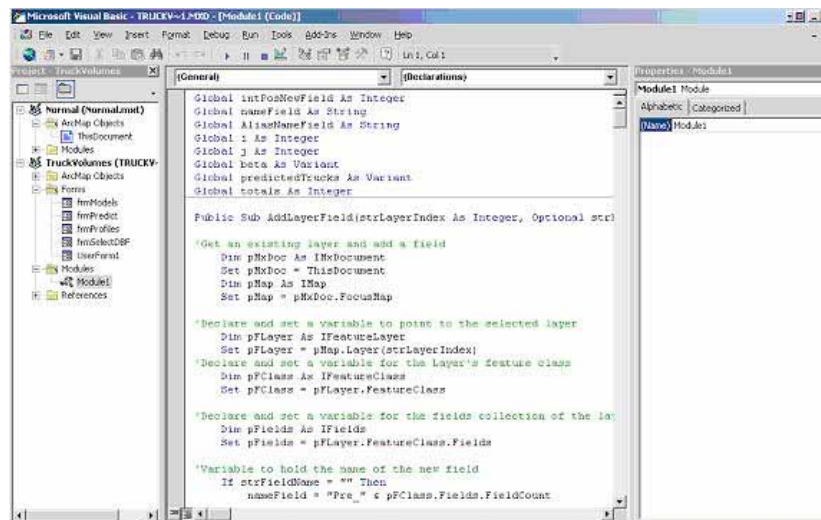 Microsoft Visual Basic - TRUCKV~1.MXD - [Module1 (Code)]
File Edit View Insert Format Debug Run Tools Add-Ins Window Help
Ln 1, Col 1
Project - TruckVolumes
Normal (Normal.mxt)
ArcMap Objects
ThisDocument
Modules
TruckVolumes (TRUCKV-
ArcMap Objects
Forms
frmModels
frmPredict
frmProfiles
frmSelectDBF
UserForm1
Modules
Module1
References
(General)
(Declarations)
Global intPosNewField As Integer
Global nameField As String
Global AliasNameField As String
Global i As Integer
Global j As Integer
Global beta As Variant
Global predictedTrucks As Variant
Global totals As Integer
Public Sub AddLayerField(strLayerIndex As Integer, Optional str
'Get an existing layer and add a field
Dim pMxDoc As IMxDocument
Set pMxDoc = ThisDocument
Dim pMap As IMap
Set pMap = pMxDoc.FocusMap
'Declare and set a variable to point to the selected layer
Dim pFLayer As IFeatureLayer
Set pFLayer = pMap.Layer(strLayerIndex)
'Declare and set a variable for the Layer's feature class
Dim pFClass As IFeatureClass
Set pFClass = pFLayer.FeatureClass
'Declare and set a variable for the fields collection of the lay
Dim pFields As IFields
Set pFields = pFLayer.FeatureClass.Fields
'Variable to hold the name of the new field
If strFieldName = "" Then
nameField = "Pre_" & pFClass.Fields.FieldCount
Properties - Module1
Module1 Module
Alphabetic Categorized
(Name) Module1